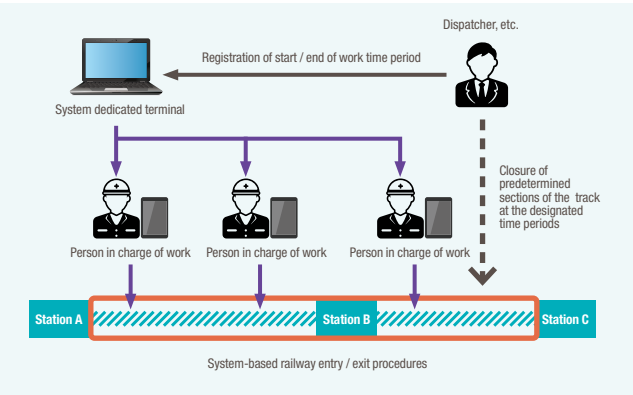 Dispatcher, etc.
Registration of start / end of work time period
System dedicated terminal
Closure of
predetermined
sections of the track
at the designated
time periods
Person in charge of work
Person in charge of work
Person in charge of work
Station A
Station B
Station C
System-based railway entry / exit procedures